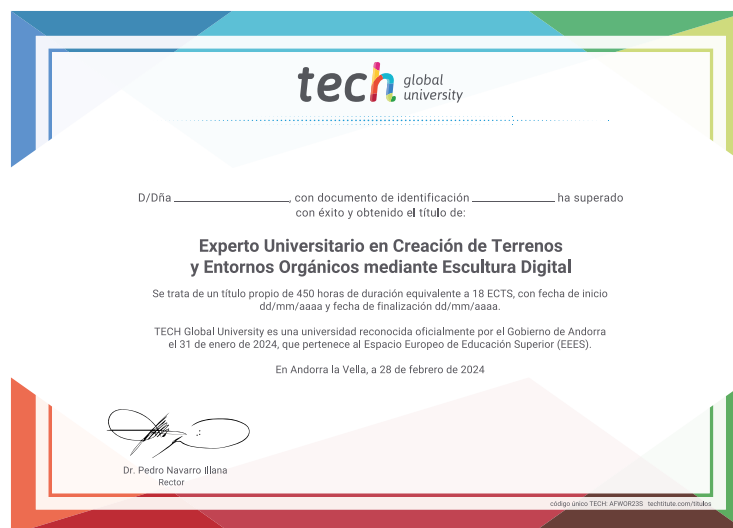 tech global
university
D/Dña ____________, con documento de identificación ____________ ha superado
con éxito y obtenido el título de:
Experto Universitario en Creación de Terrenos
y Entornos Orgánicos mediante Escultura Digital
Se trata de un título propio de 450 horas de duración equivalente a 18 ECTS, con fecha de inicio
dd/mm/aaaa y fecha de finalización dd/mm/aaaa.
TECH Global University es una universidad reconocida oficialmente por el Gobierno de Andorra
el 31 de enero de 2024, que pertenece al Espacio Europeo de Educación Superior (EEES).
En Andorra la Vella, a 28 de febrero de 2024
Dr. Pedro Navarro Illana
Rector
código único TECH: AFWOR23S techtitute.com/titulos